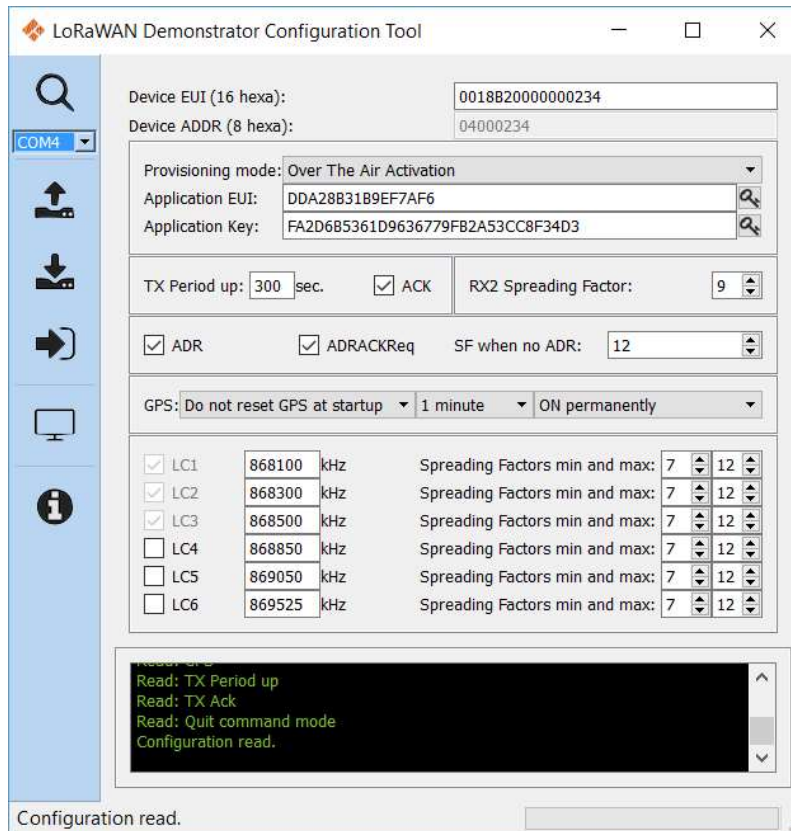 LoRaWAN Demonstrator Configuration Tool
Device EUI (16 hexa): 0018B20000000234
COM4
Device ADDR (8 hexa): 04000234
Provisioning mode: Over The Air Activation
Application EUI: DDA28B31B9EF7AF6
Application Key: FA2D6B5361D9636779FB2A53CC8F34D3
TX Period up: 300 sec. ACK RX2 Spreading Factor: 9
ADR ADRACKReq SF when no ADR: 12
GPS: Do not reset GPS at startup 1 minute ON permanently
LC1 868100 kHz Spreading Factors min and max: 7 12
LC2 868300 kHz Spreading Factors min and max: 7 12
LC3 868500 kHz Spreading Factors min and max: 7 12
LC4 868850 kHz Spreading Factors min and max: 7 12
LC5 869050 kHz Spreading Factors min and max: 7 12
LC6 869525 kHz Spreading Factors min and max: 7 12
Read: GPS
Read: TX Period up
Read: TX Ack
Read: Quit command mode
Configuration read.
Configuration read.